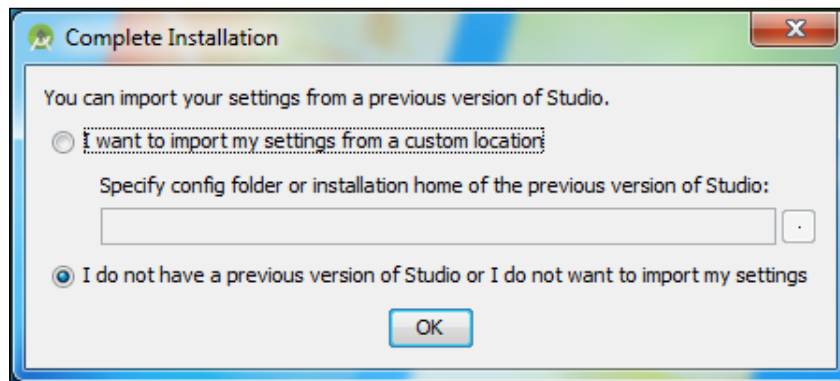 Complete Installation
You can import your settings from a previous version of Studio.
I want to import my settings from a custom location
Specify config folder or installation home of the previous version of Studio:
.
I do not have a previous version of Studio or I do not want to import my settings
OK